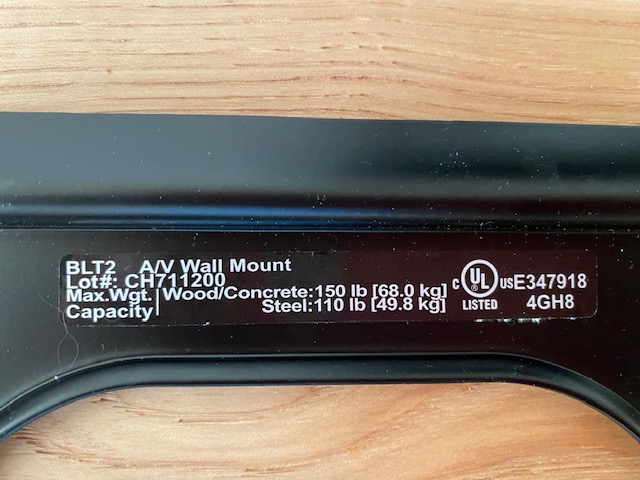 BLT2 A/V Wall Mount
Lot#: CH711200
Max.Wgt. | Wood/Concrete:150 lb [68.0 kg]
Capacity | Steel:110 lb [49.8 kg]
C UL US E347918
LISTED 4GH8